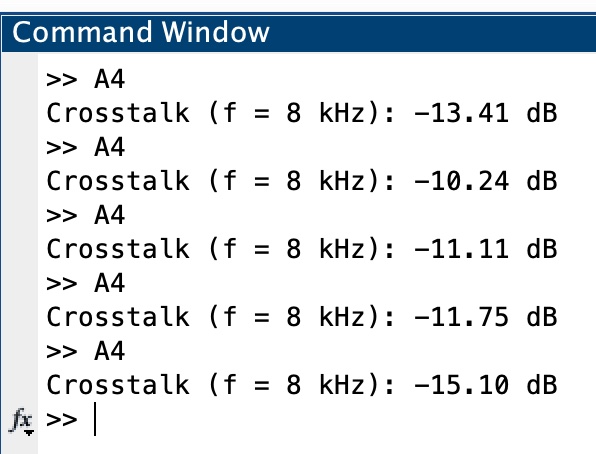 Command Window
>> A4
Crosstalk (f = 8 kHz): -13.41 dB
>> A4
Crosstalk (f = 8 kHz): -10.24 dB
>> A4
Crosstalk (f = 8 kHz): -11.11 dB
>> A4
Crosstalk (f = 8 kHz): -11.75 dB
>> A4
Crosstalk (f = 8 kHz): -15.10 dB
fx >>